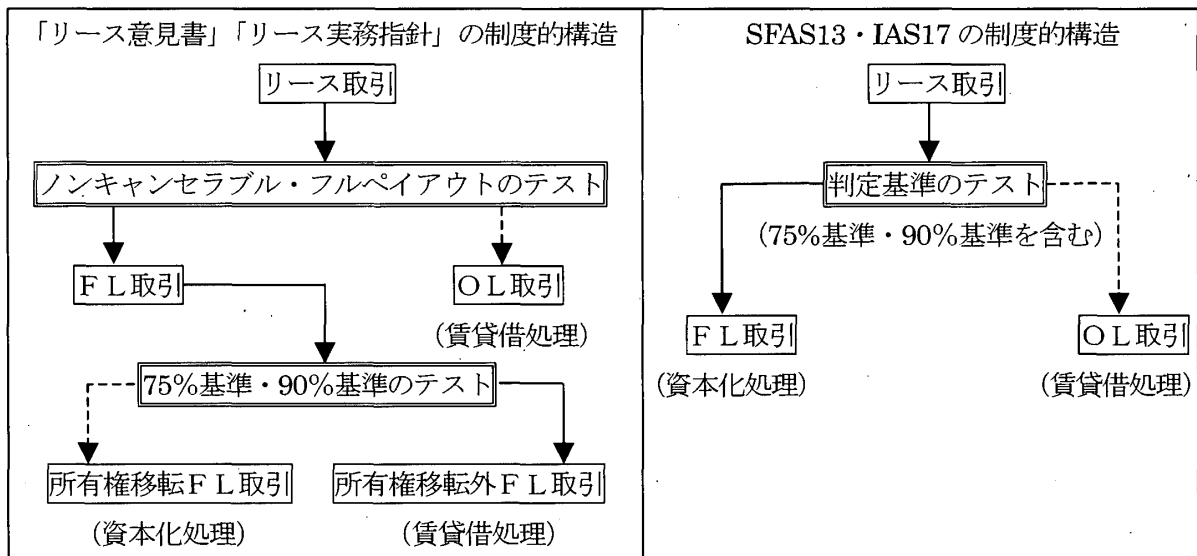 「リース意見書」「リース実務指針」の制度的構造
リース取引
ノンキャンセラブル・フルペイアウトのテスト
ＦＬ取引
ＯＬ取引
(賃貸借処理)
75%基準・90%基準のテスト
所有権移転ＦＬ取引
所有権移転外ＦＬ取引
(資本化処理)
(賃貸借処理)
SFAS13・IAS17の制度的構造
リース取引
判定基準のテスト
(75%基準・90%基準を含む)
ＦＬ取引
ＯＬ取引
(資本化処理)
(賃貸借処理)